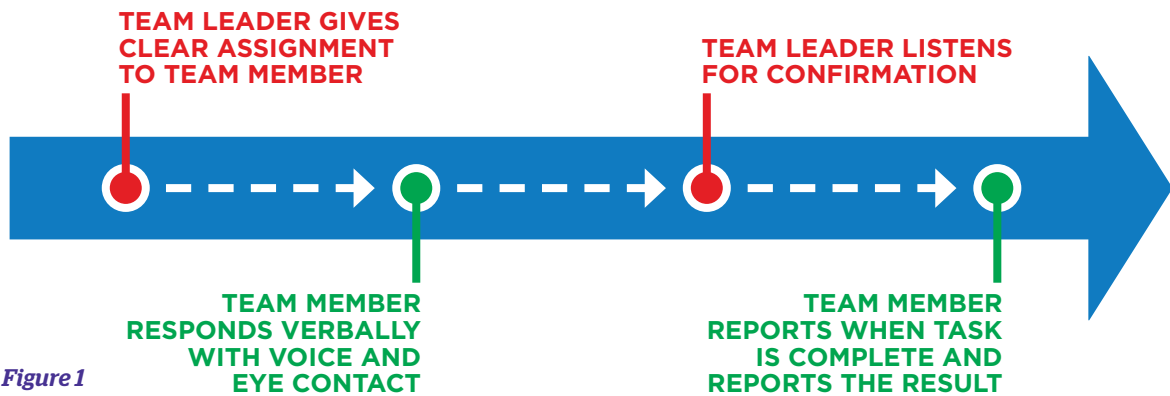 TEAM LEADER GIVES
CLEAR ASSIGNMENT
TO TEAM MEMBER
TEAM LEADER LISTENS
FOR CONFIRMATION
TEAM MEMBER
RESPONDS VERBALLY
WITH VOICE AND
EYE CONTACT
TEAM MEMBER
REPORTS WHEN TASK
IS COMPLETE AND
REPORTS THE RESULT
Figure 1